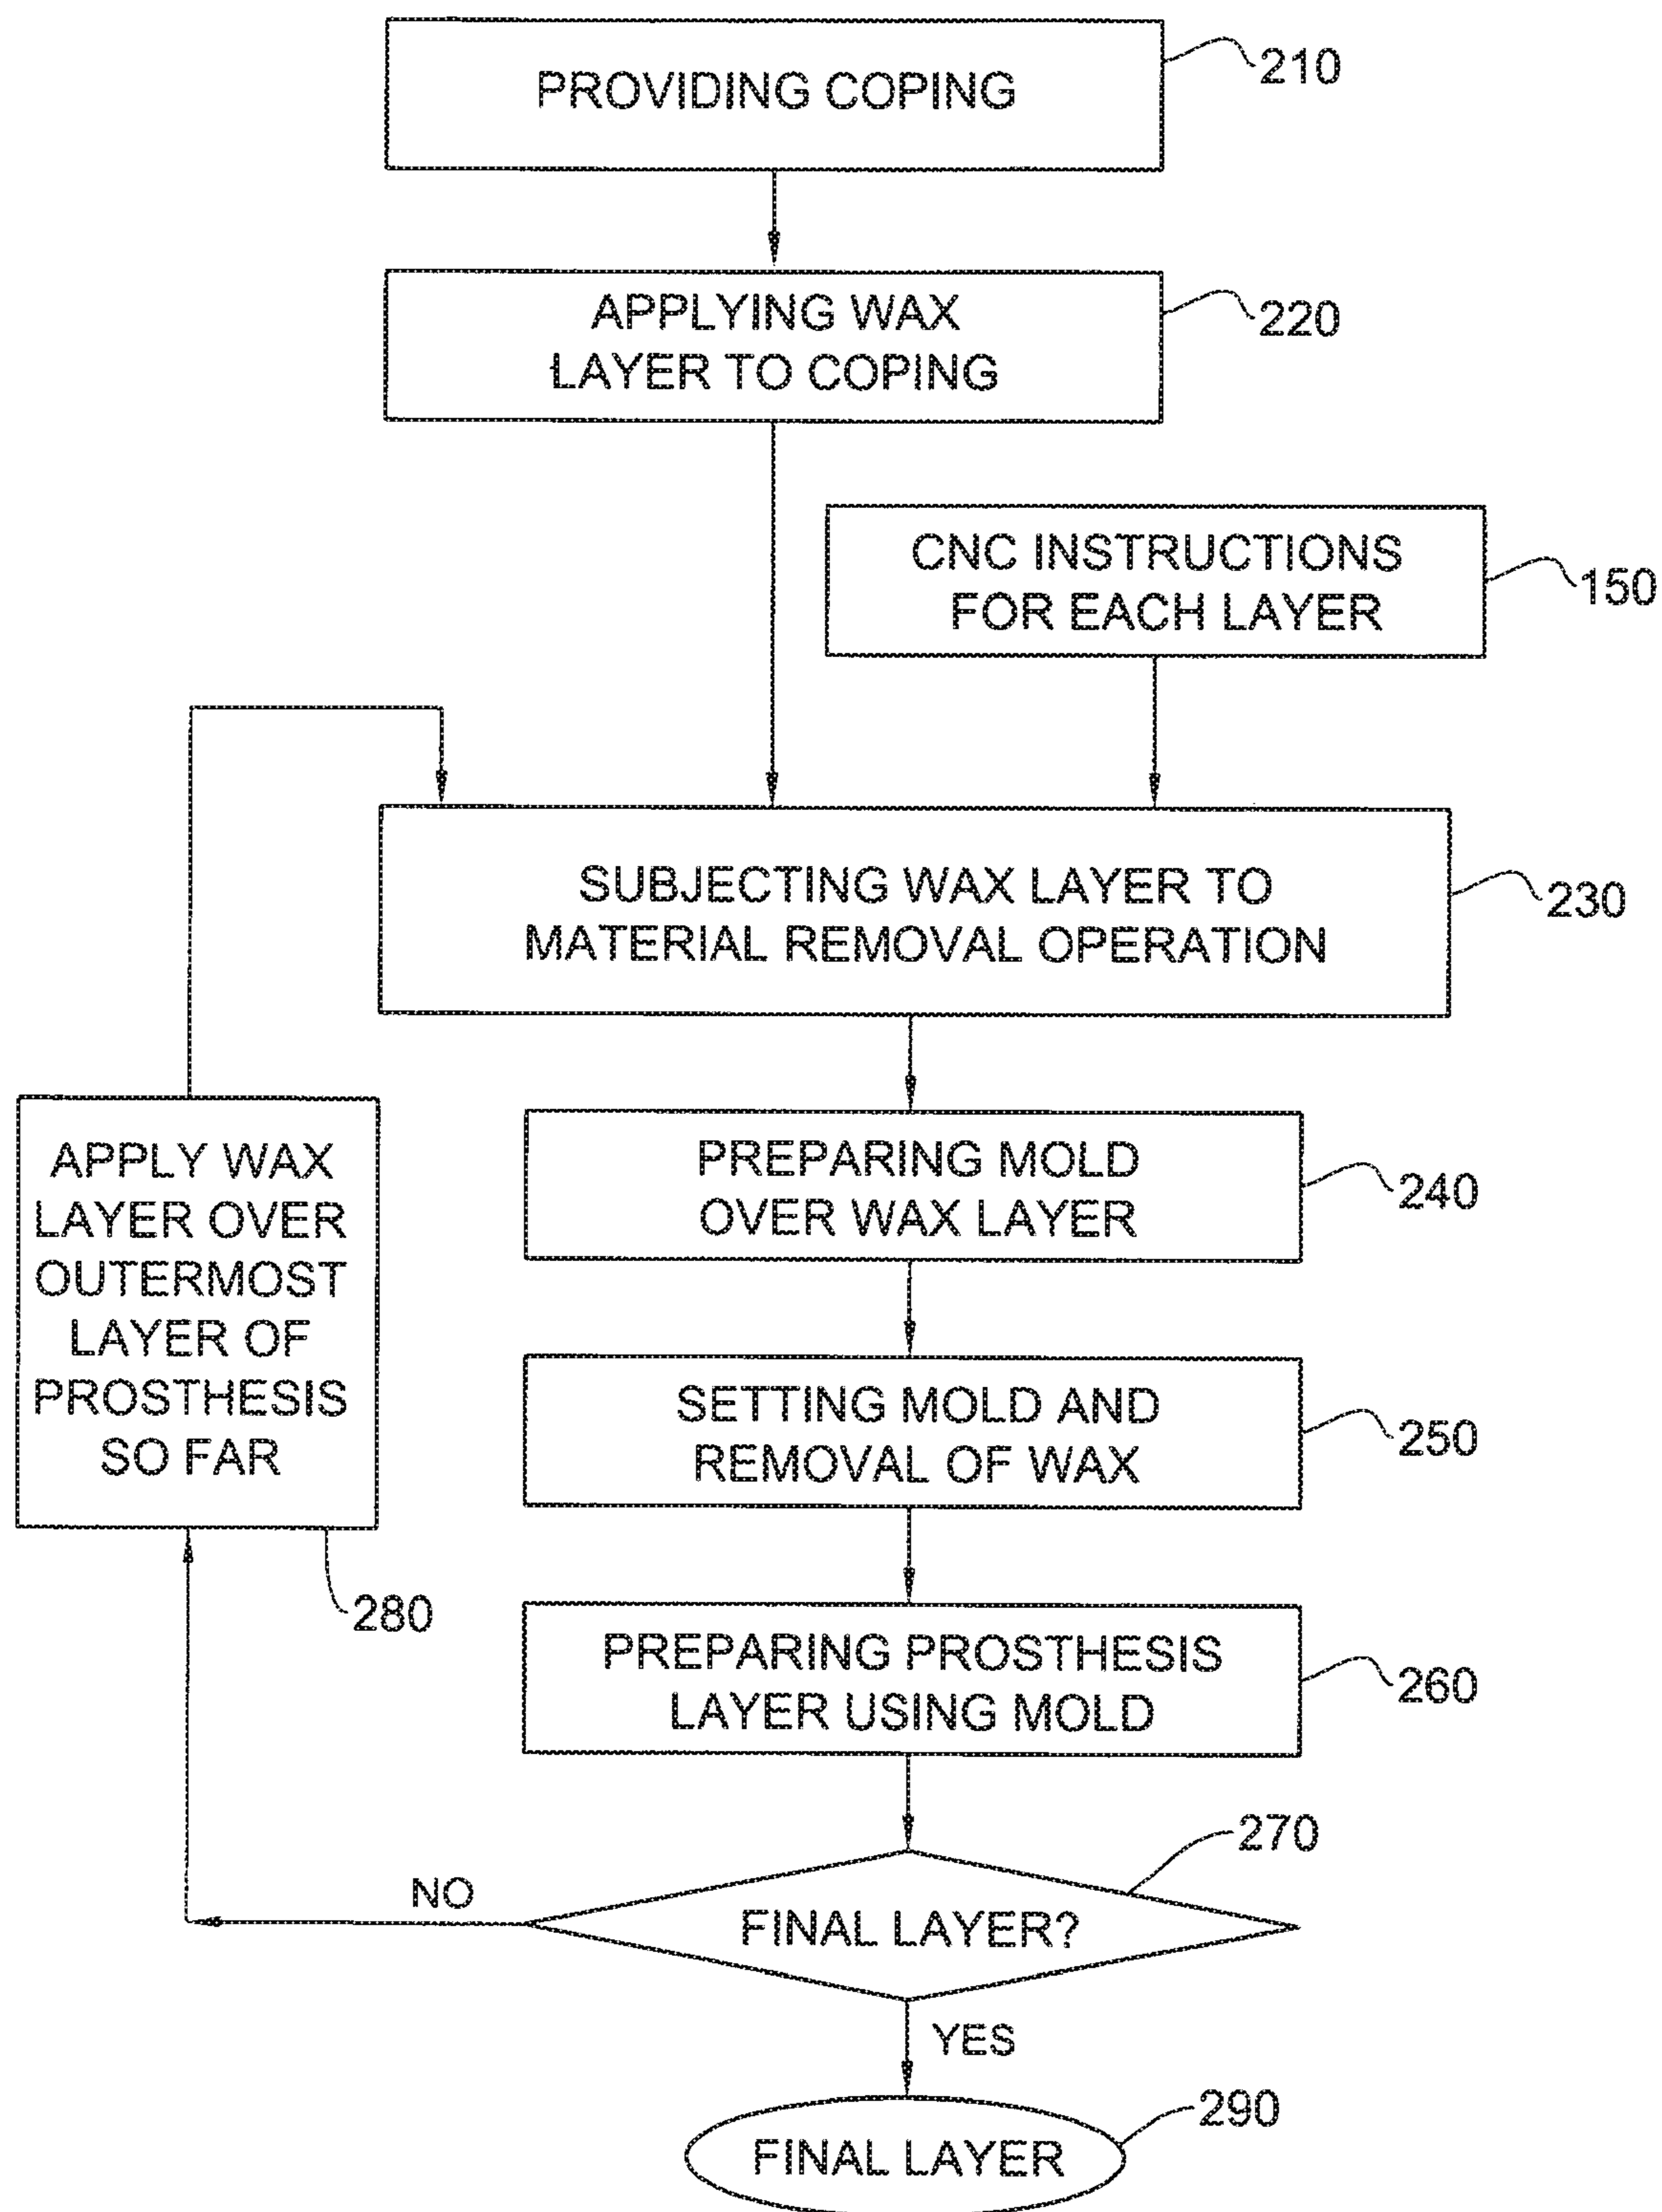 PROVIDING COPING
210
APPLYING WAX
LAYER TO COPING
220
CNC INSTRUCTIONS
FOR EACH LAYER
150
SUBJECTING WAX LAYER TO
MATERIAL REMOVAL OPERATION
230
PREPARING MOLD
OVER WAX LAYER
240
APPLY WAX
LAYER OVER
OUTERMOST
LAYER OF
PROSTHESIS
SO FAR
280
SETTING MOLD AND
REMOVAL OF WAX
250
PREPARING PROSTHESIS
LAYER USING MOLD
260
270
NO
FINAL LAYER?
YES
290
FINAL LAYER